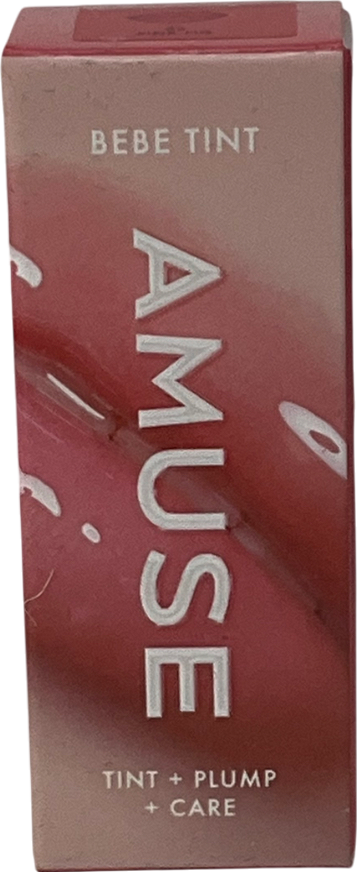 BEBE TINT
AMUSE
TINT + PLUMP
+ CARE